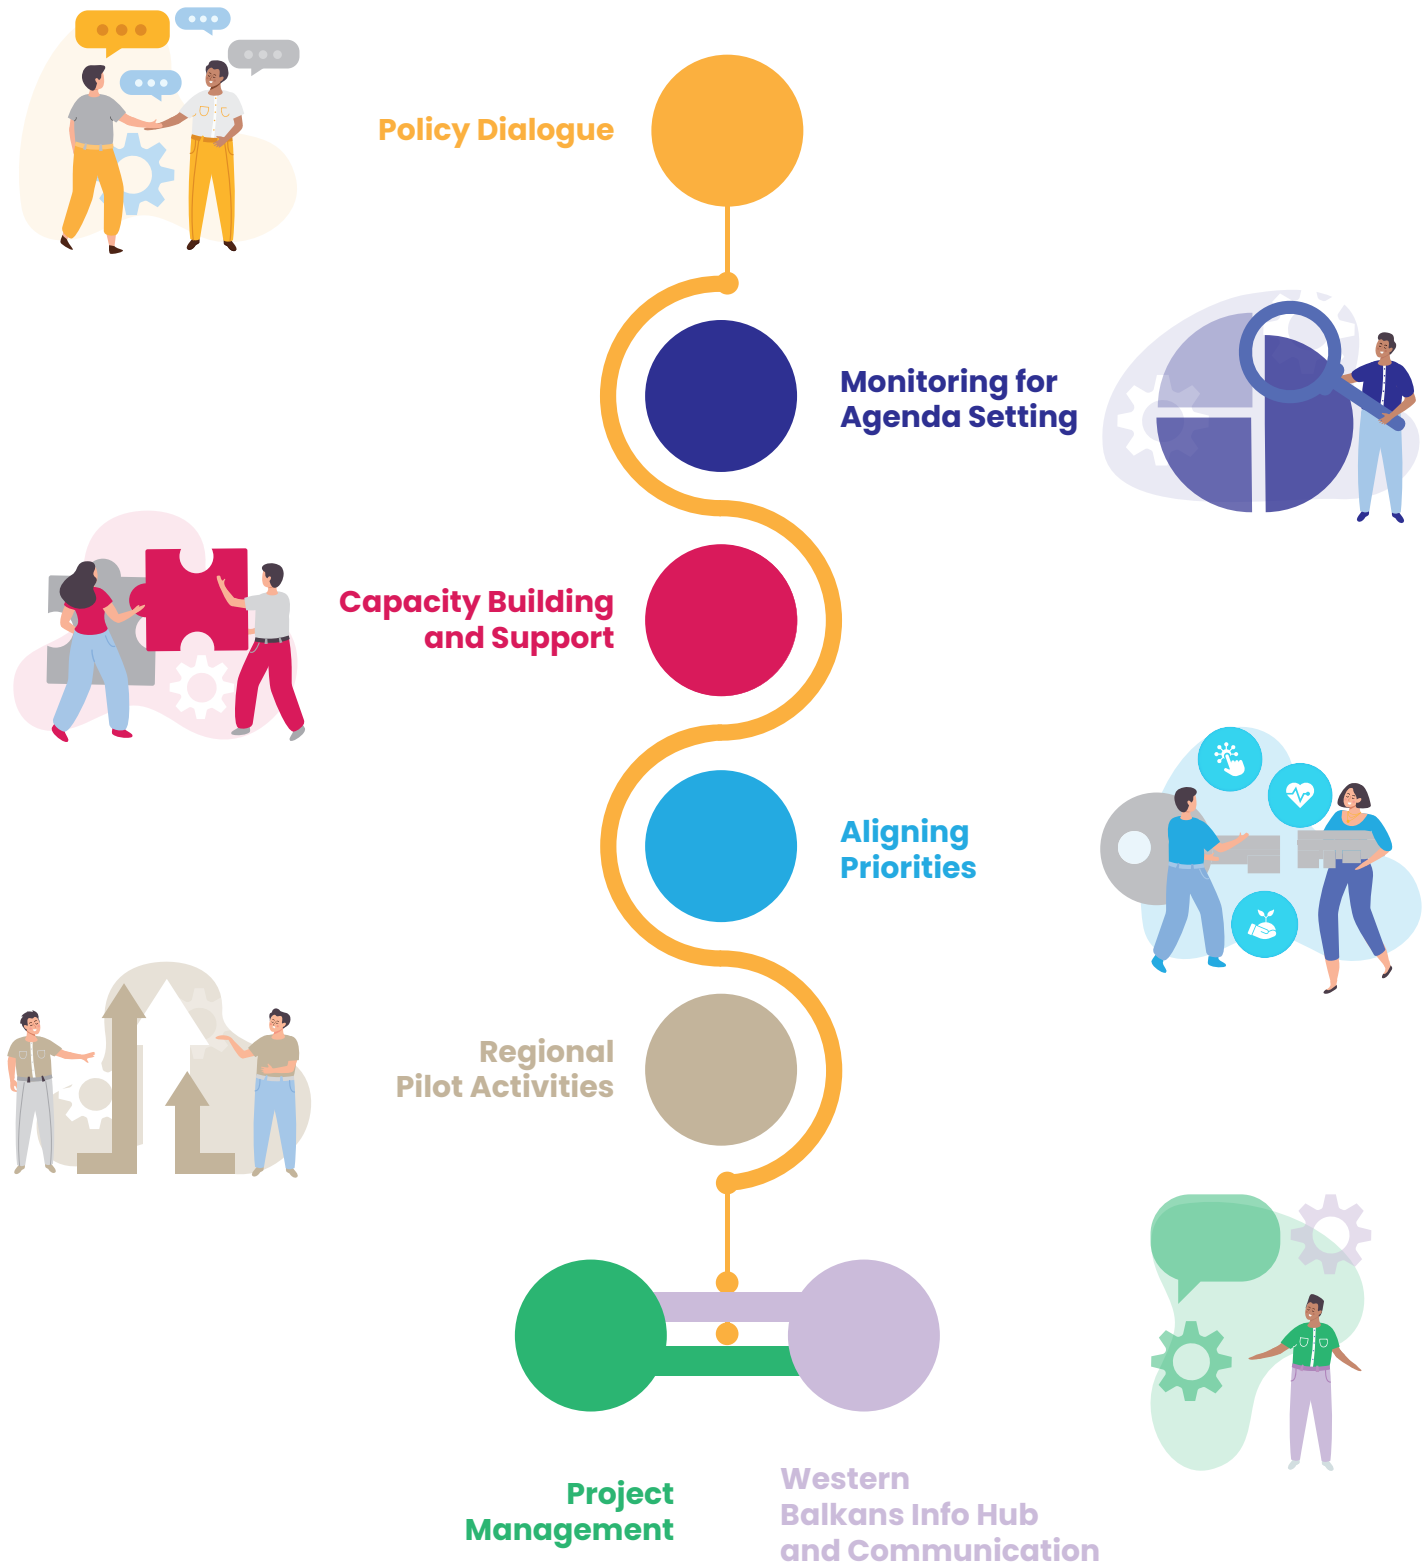 Policy Dialogue
Monitoring for
Agenda Setting
Capacity Building
and Support
Aligning
Priorities
Regional
Pilot Activities
Project
Management
Western
Balkans Info Hub
and Communication